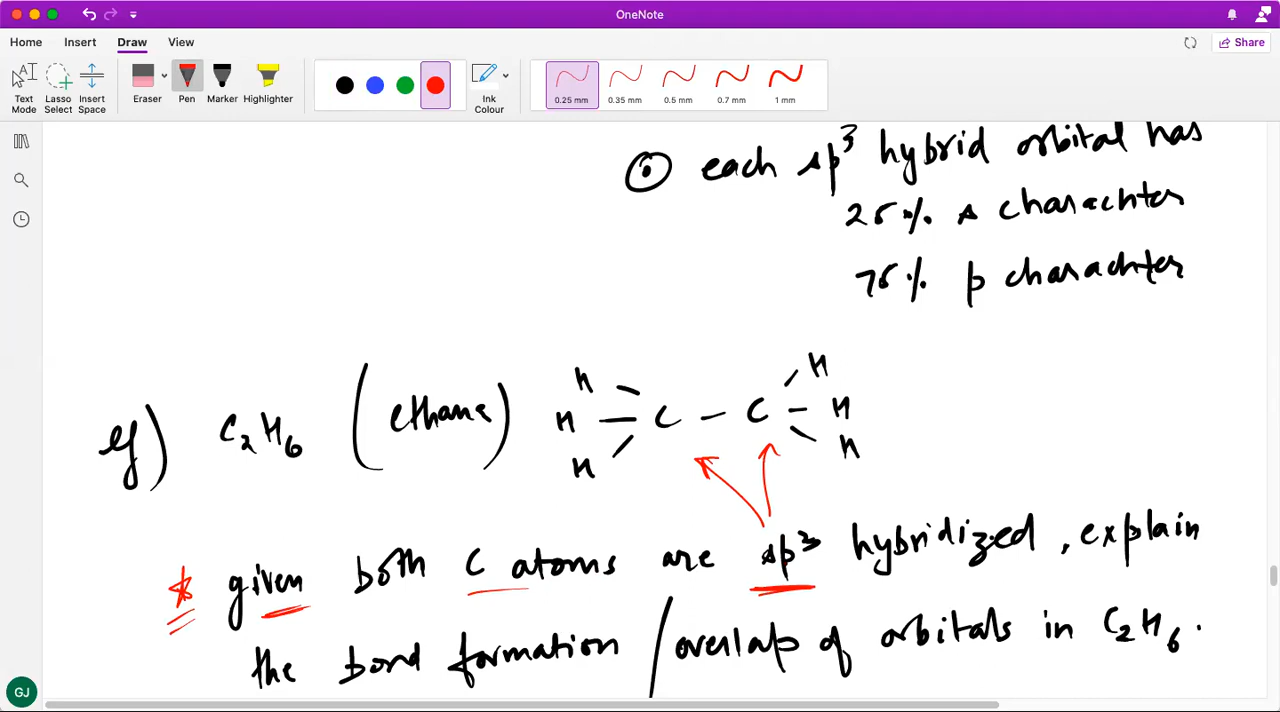 OneNote
Home Insert Draw View
Share
Text Mode
Lasso Select
Insert Space
Eraser
Pen
Marker
Highlighter
Ink Colour
0.25 mm 0.35 mm 0.5 mm 0.7 mm 1 mm
⑥ each sp³ hybrid orbital has
25% s charachter
75% p charachter
eg) C₂H₆ (ethane)
H H
H — C — C — H
H H
* given both C atoms are sp³ hybridized, explain
the bond formation / overlap of orbitals in C₂H₆.
GJ